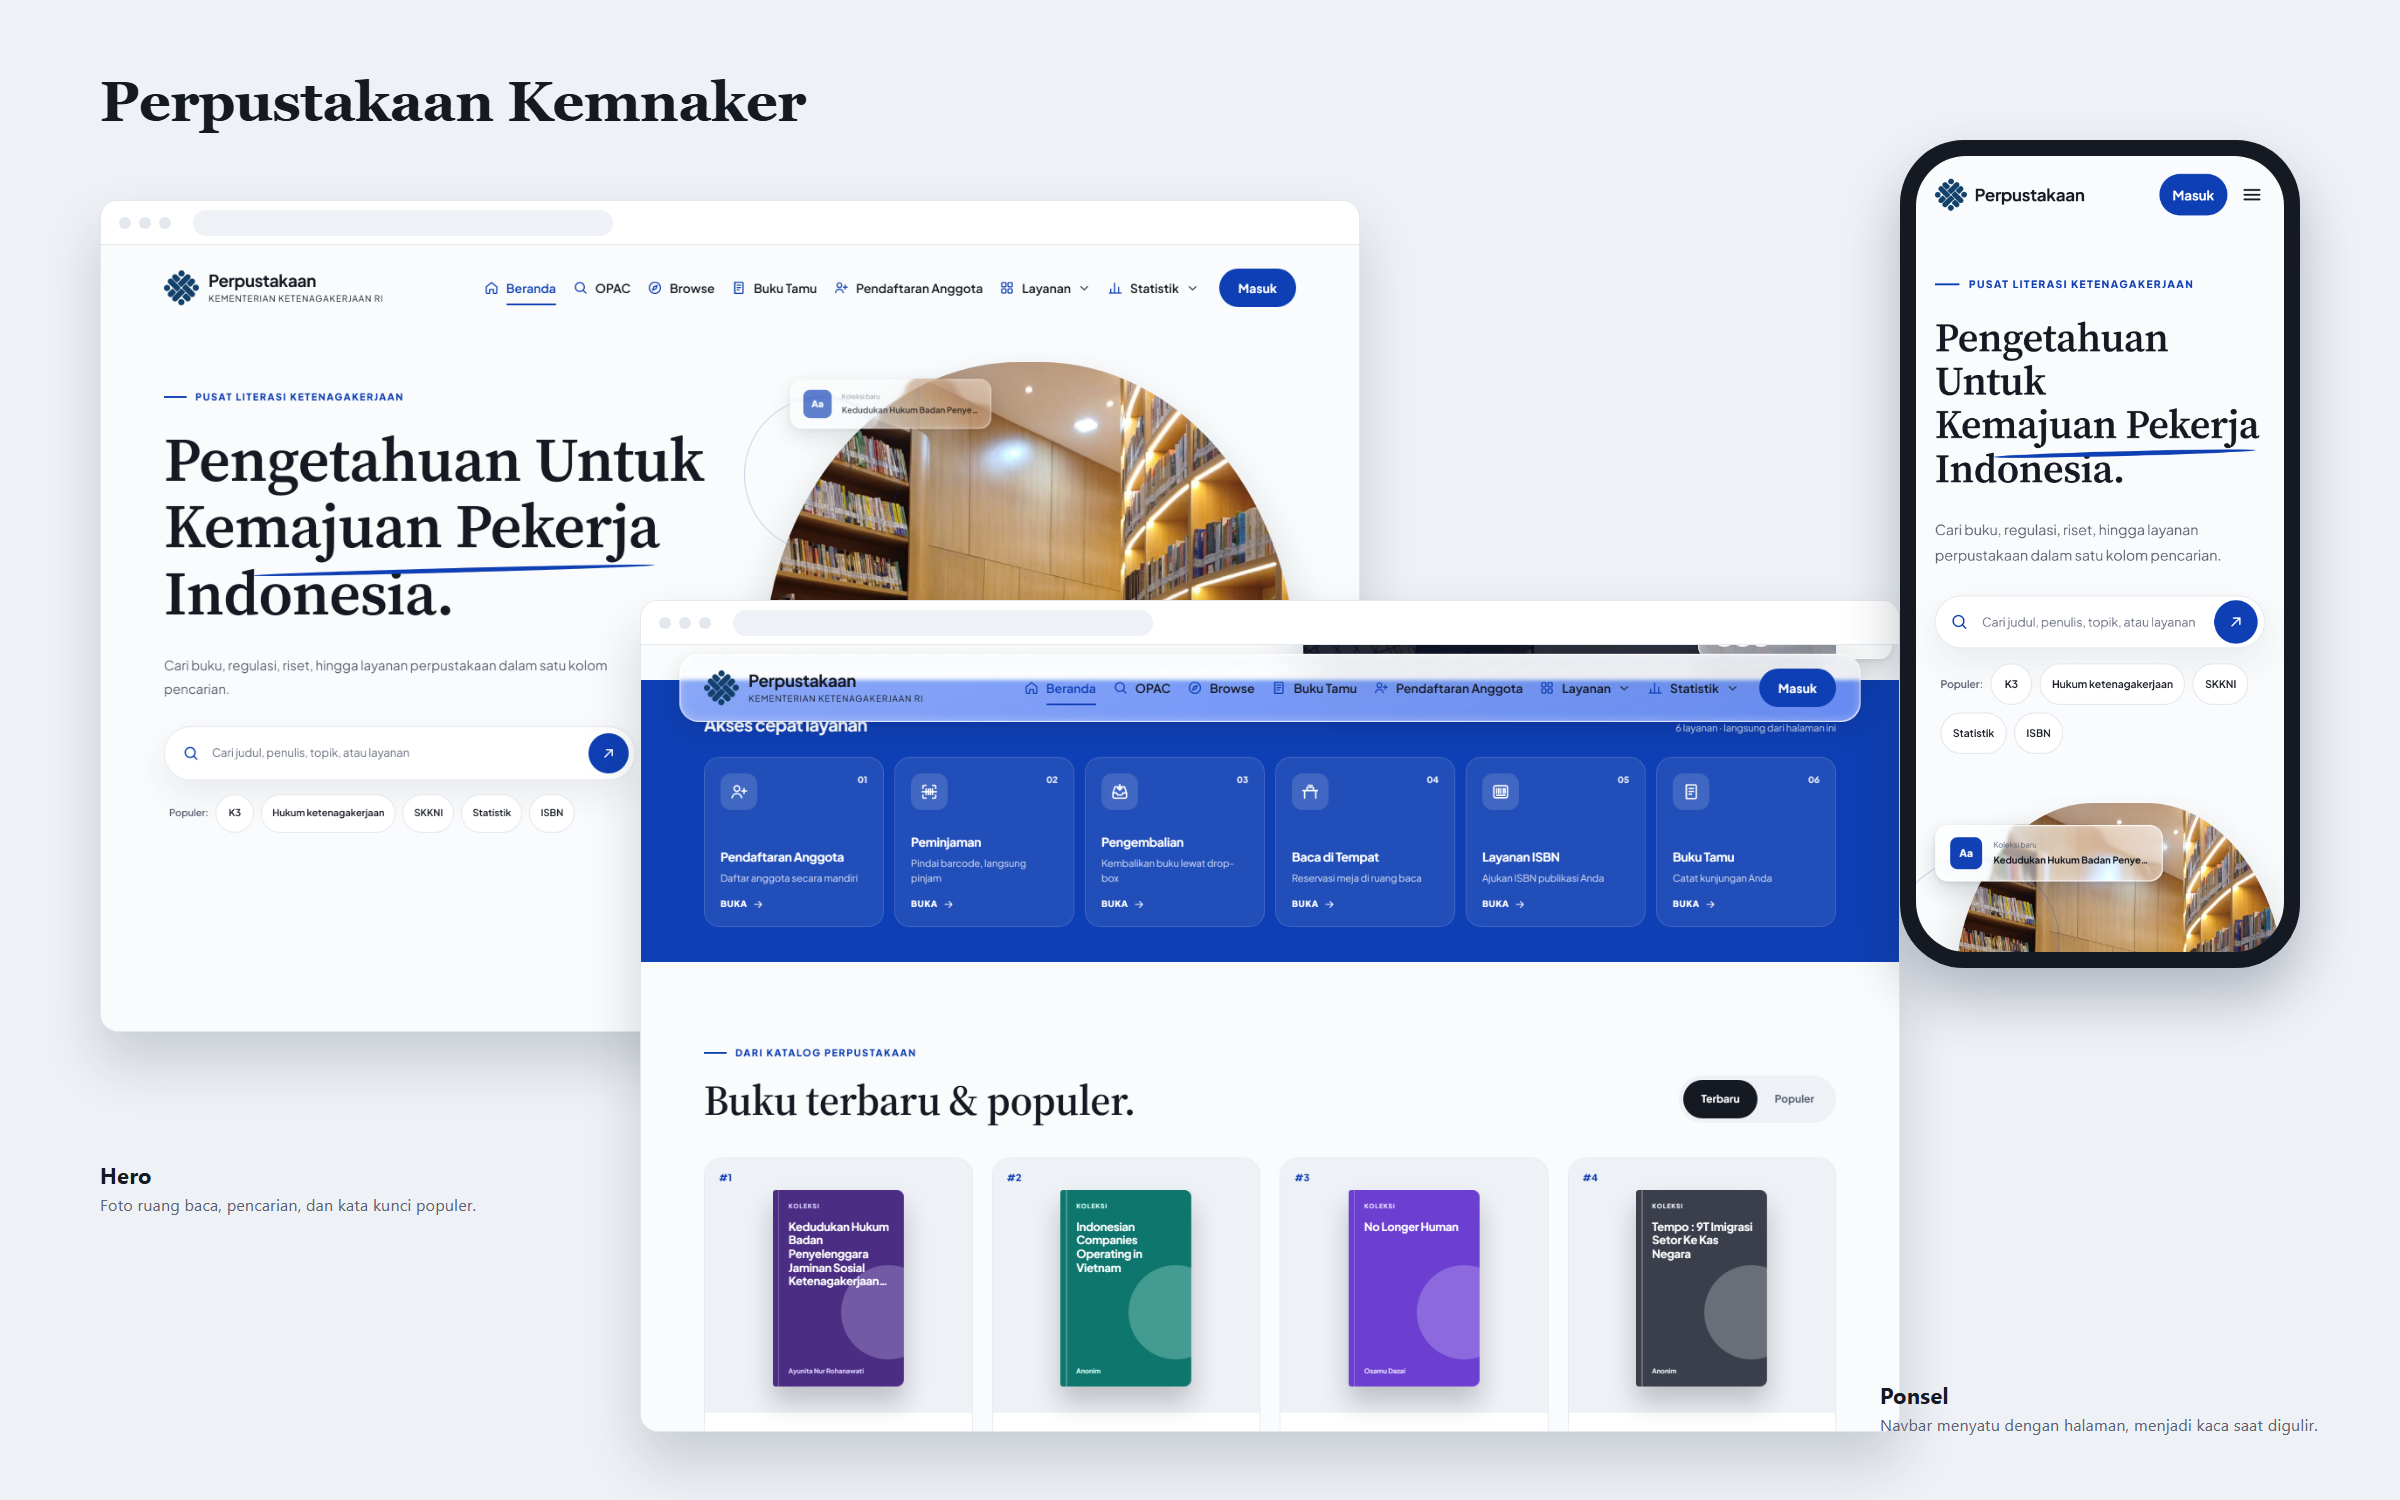 Perpustakaan Kemnaker
Perpustakaan
KEMENTERIAN KETENAGAKERJAAN RI
Beranda
OPAC
Browse
Buku Tamu
Pendaftaran Anggota
Layanan
Statistik
Masuk
PUSAT LITERASI KETENAGAKERJAAN
Pengetahuan Untuk
Kemajuan Pekerja
Indonesia.
Cari buku, regulasi, riset, hingga layanan perpustakaan dalam satu kolom
pencarian.
Cari judul, penulis, topik, atau layanan
Populer:
K3
Hukum ketenagakerjaan
SKKNI
Statistik
ISBN
Aa
Koleksi baru
Kedudukan Hukum Badan Penye...
Perpustakaan
KEMENTERIAN KETENAGAKERJAAN RI
Beranda
OPAC
Browse
Buku Tamu
Pendaftaran Anggota
Layanan
Statistik
Masuk
Akses cepat layanan
6 layanan · langsung dari halaman ini
01
Pendaftaran Anggota
Daftar anggota secara mandiri
BUKA
02
Peminjaman
Pindai barcode, langsung
pinjam
BUKA
03
Pengembalian
Kembalikan buku lewat drop-
box
BUKA
04
Baca di Tempat
Reservasi meja di ruang baca
BUKA
05
Layanan ISBN
Ajukan ISBN publikasi Anda
BUKA
06
Buku Tamu
Catat kunjungan Anda
BUKA
DARI KATALOG PERPUSTAKAAN
Buku terbaru & populer.
Terbaru
Populer
#1
KOLEKSI
Kedudukan Hukum
Badan
Penyelenggara
Jaminan Sosial
Ketenagakerjaan...
Ayunita Nur Rohanawati
#2
KOLEKSI
Indonesian
Companies
Operating in
Vietnam
Anonim
#3
KOLEKSI
No Longer Human
Osamu Dazai
#4
KOLEKSI
Tempo : 9T Imigrasi
Setor Ke Kas
Negara
Anonim
Perpustakaan
Masuk
PUSAT LITERASI KETENAGAKERJAAN
Pengetahuan
Untuk
Kemajuan Pekerja
Indonesia.
Cari buku, regulasi, riset, hingga layanan
perpustakaan dalam satu kolom pencarian.
Cari judul, penulis, topik, atau layanan
Populer:
K3
Hukum ketenagakerjaan
SKKNI
Statistik
ISBN
Aa
Koleksi baru
Kedudukan Hukum Badan Penye...
Hero
Foto ruang baca, pencarian, dan kata kunci populer.
Ponsel
Navbar menyatu dengan halaman, menjadi kaca saat digulir.